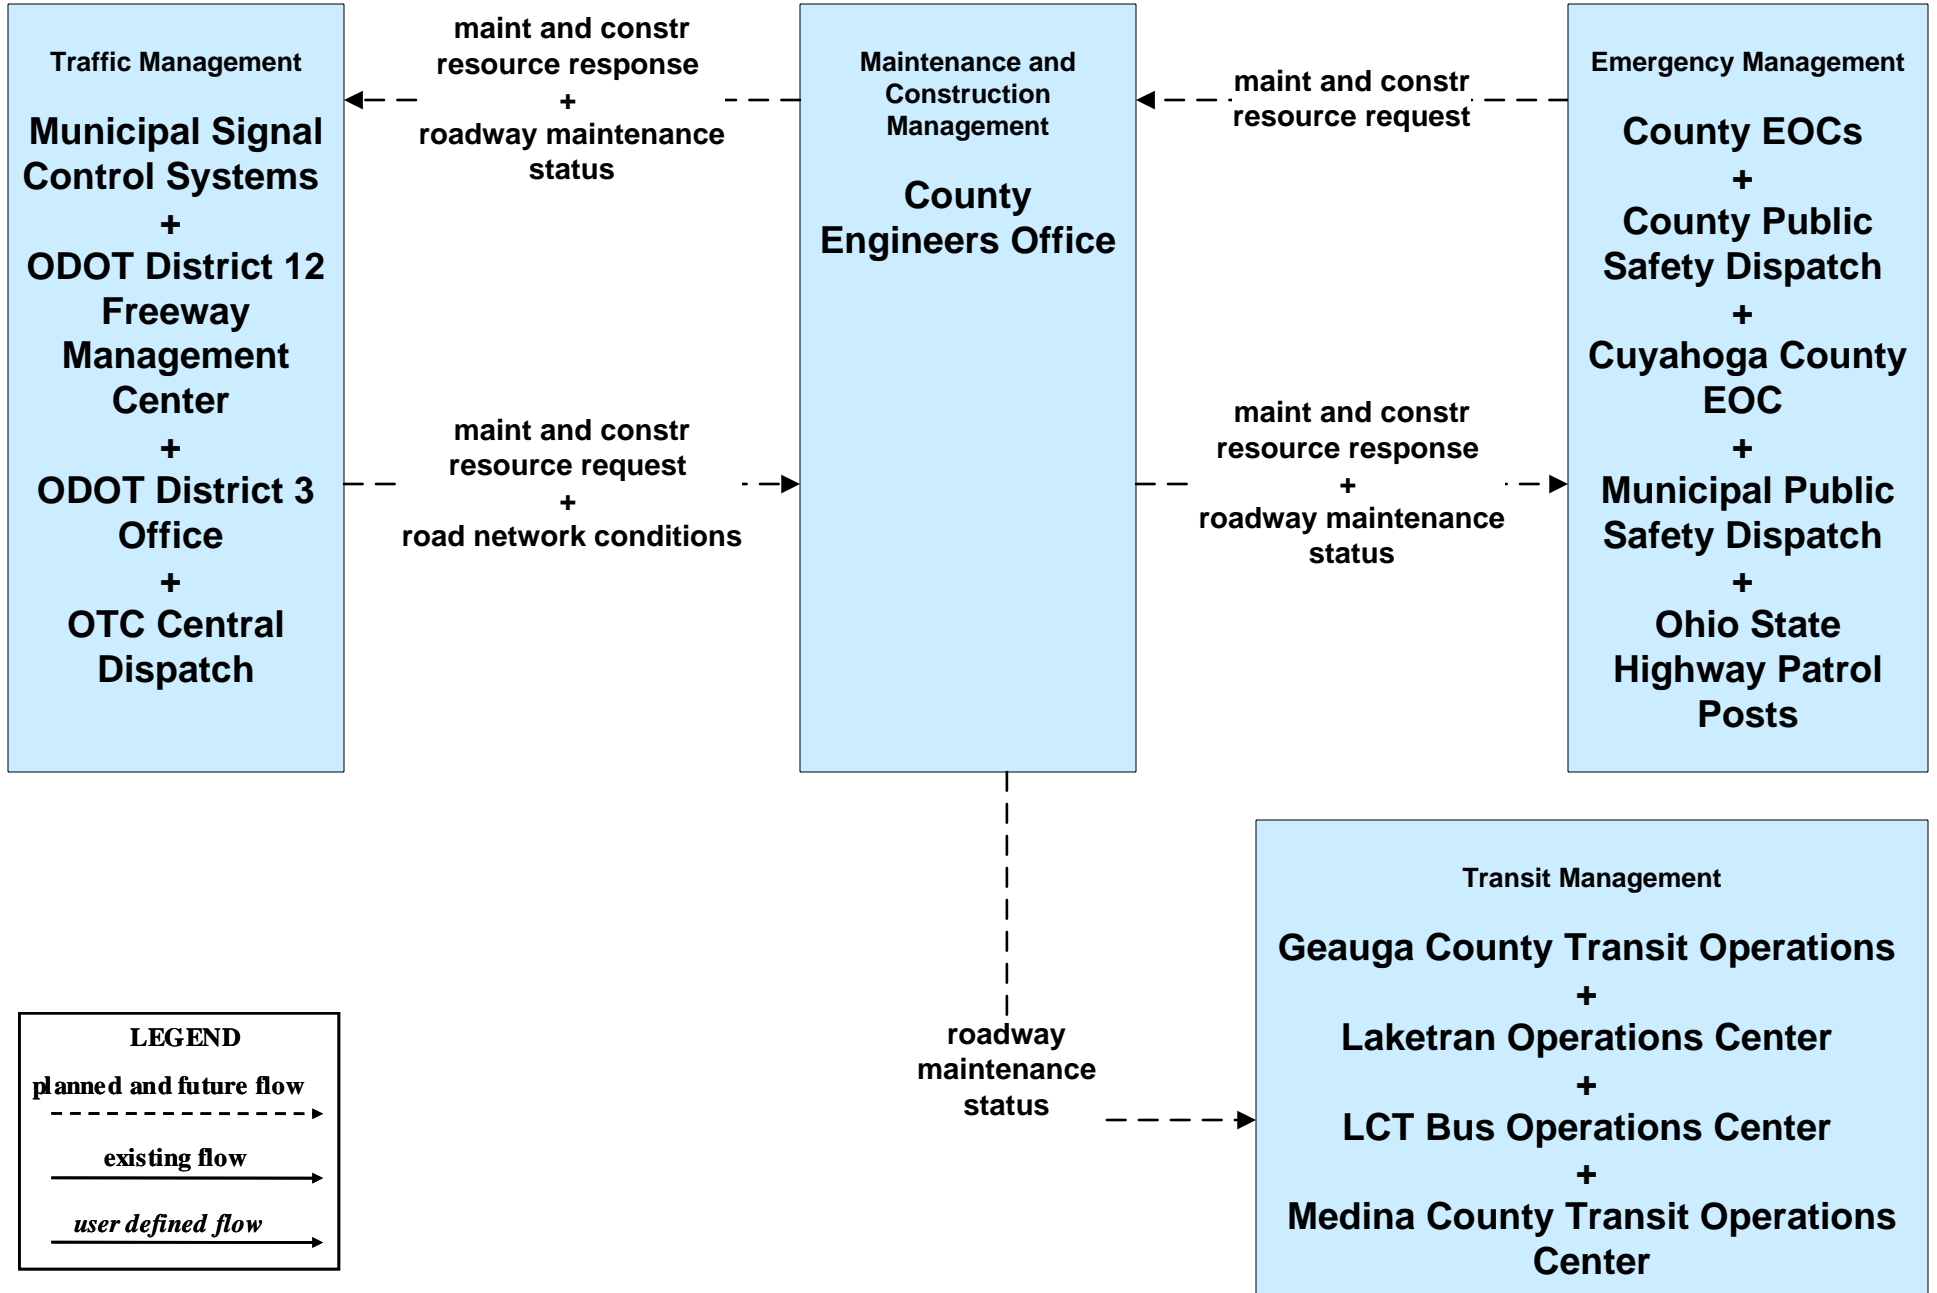 Traffic Management
Municipal Signal
Control Systems
+
ODOT District 12
Freeway
Management
Center
+
ODOT District 3
Office
+
OTC Central
Dispatch
maint and constr
resource response
+
roadway maintenance
status
maint and constr
resource request
+
road network conditions
Maintenance and
Construction
Management
County
Engineers Office
maint and constr
resource request
maint and constr
resource response
+
roadway maintenance
status
Emergency Management
County EOCs
+
County Public
Safety Dispatch
+
Cuyahoga County
EOC
+
Municipal Public
Safety Dispatch
+
Ohio State
Highway Patrol
Posts
roadway
maintenance
status
Transit Management
Geauga County Transit Operations
+
Laketran Operations Center
+
LCT Bus Operations Center
+
Medina County Transit Operations
Center
LEGEND
planned and future flow
existing flow
user defined flow